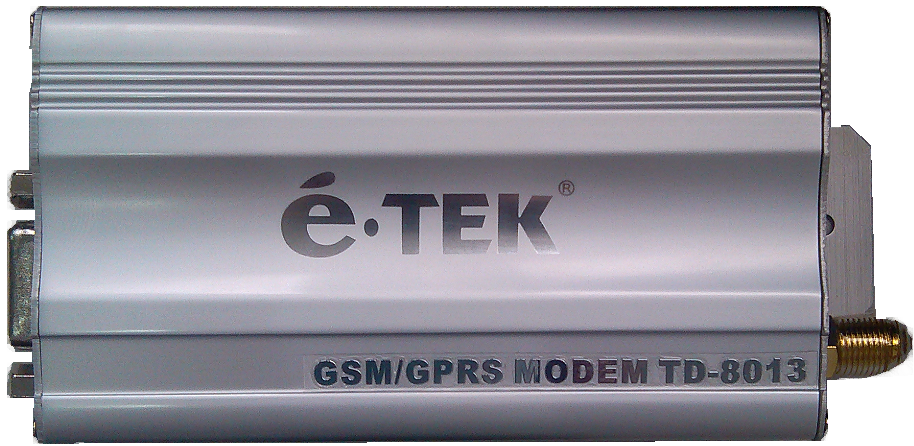 é·TEK®
GSM/GPRS MODEM TD-8013